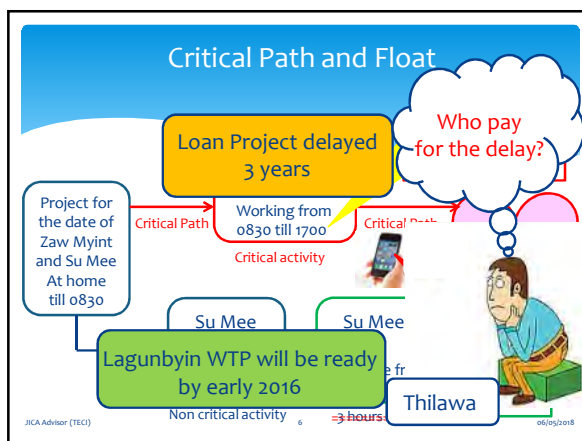 Critical Path and Float
Who pay
for the delay?
Loan Project delayed
3 years
Project for
the date of
Zaw Myint
and Su Mee
At home
till 0830
Critical Path
Working from
0830 till 1700
Critical Path
Critical activity
Su Mee
Su Mee
Lagunbyin WTP will be ready
by early 2016
Non critical activity
3 hours
Thilawa
JICA Advisor (TECI)
6
06/05/2018